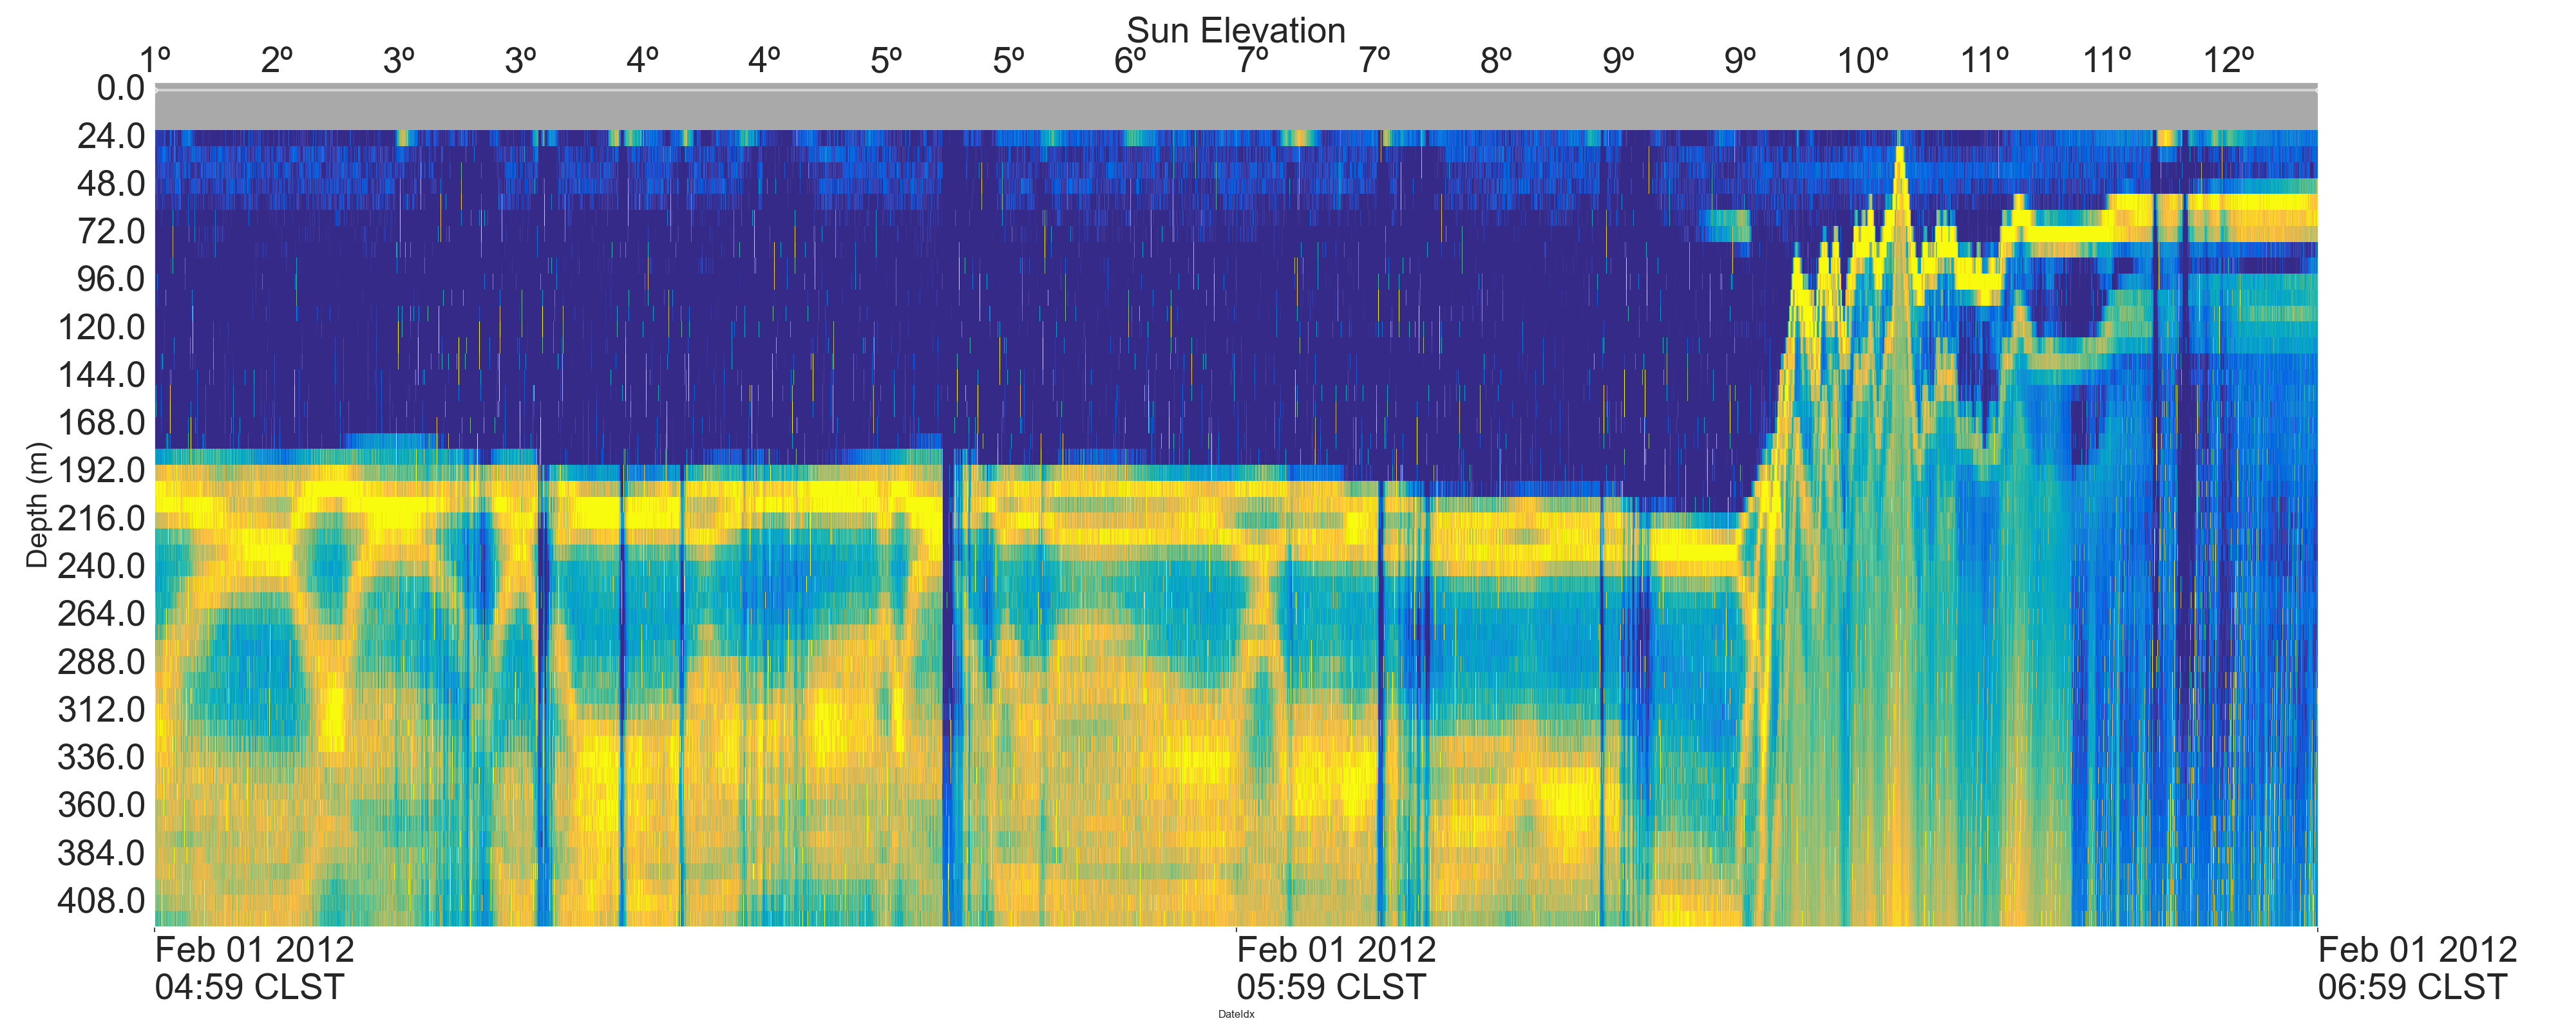 Sun Elevation
1º 2º 3º 3º 4º 4º 5º 5º 6º 7º 7º 8º 9º 9º 10º 11º 11º 12º
0.0
24.0
48.0
72.0
96.0
120.0
144.0
168.0
192.0
216.0
240.0
264.0
288.0
312.0
336.0
360.0
384.0
408.0
Depth (m)
Feb 01 2012
04:59 CLST
Feb 01 2012
05:59 CLST
Feb 01 2012
06:59 CLST
DateIdx